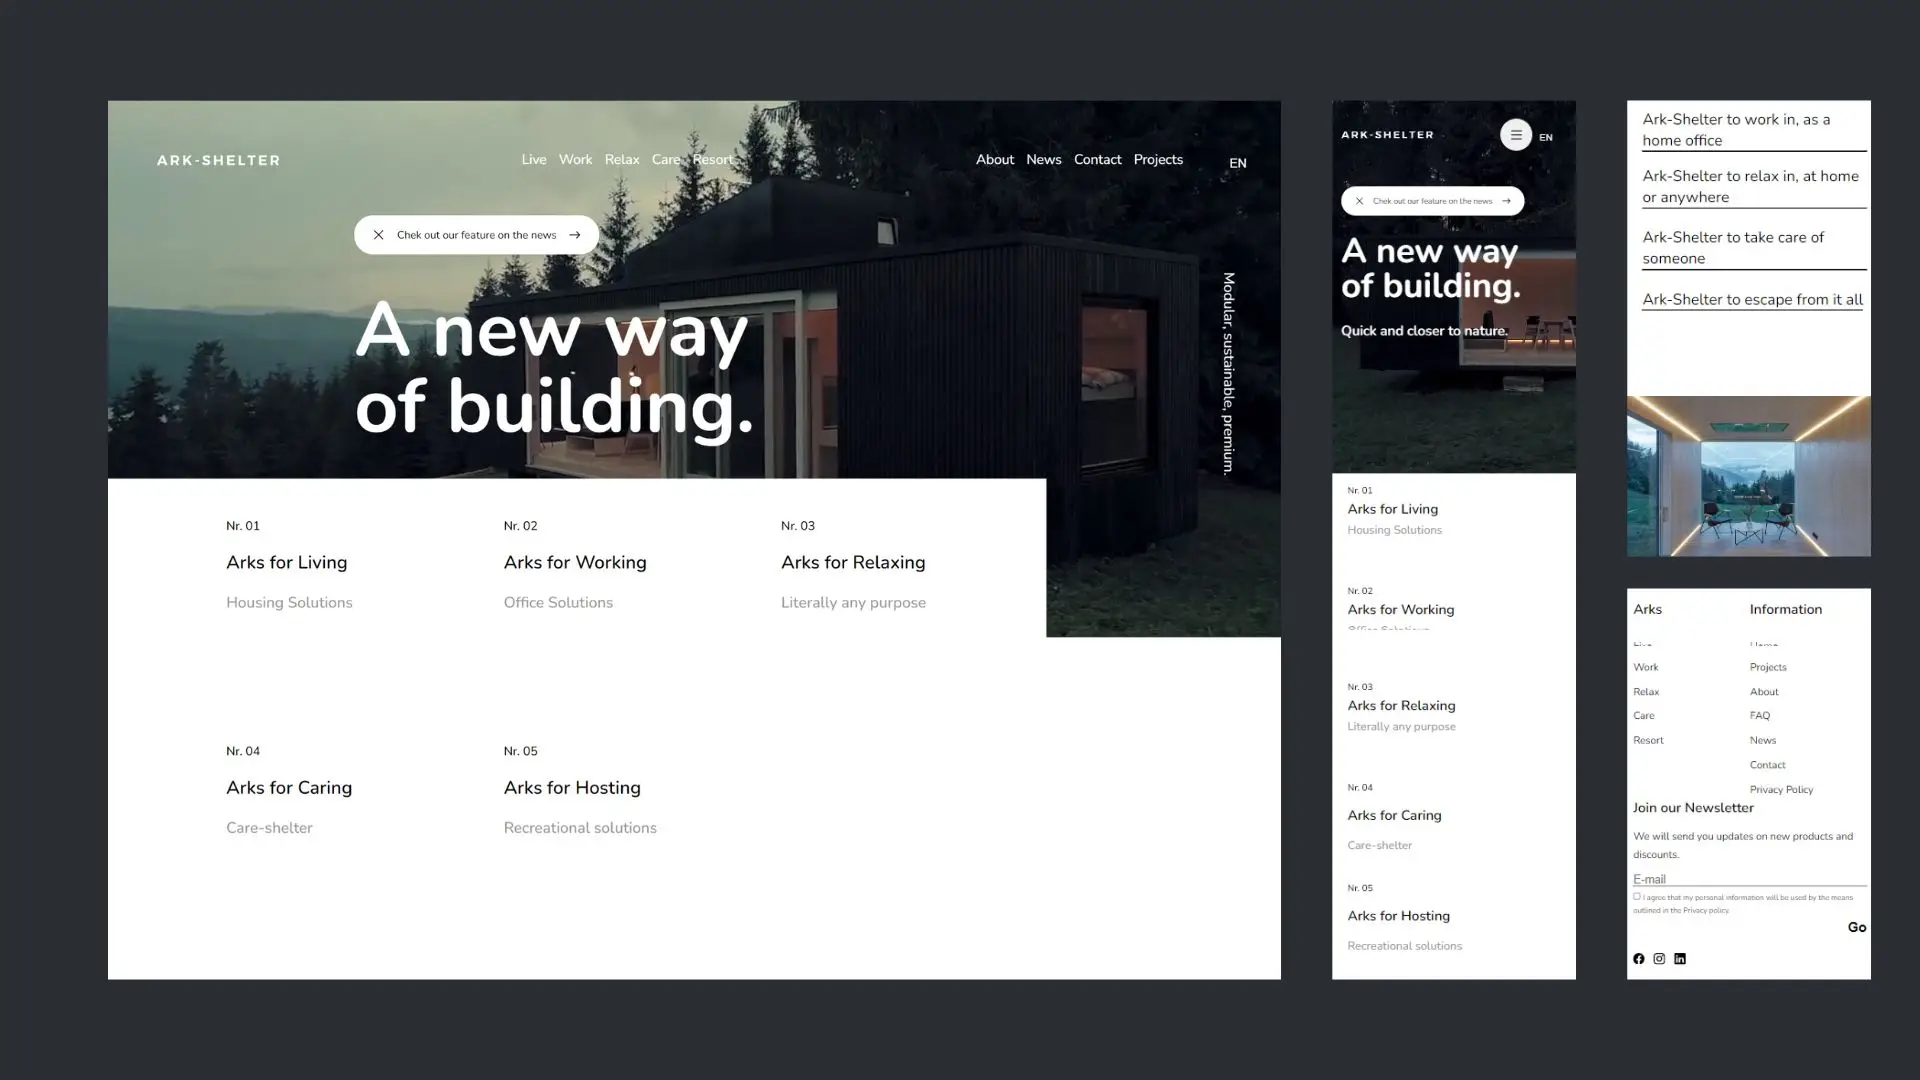 ARK-SHELTER
Live Work Relax Care Resort
About News Contact Projects
EN
Chek out our feature on the news
A new way
of building.
Modular, sustainable, premium.
Nr. 01
Arks for Living
Housing Solutions
Nr. 02
Arks for Working
Office Solutions
Nr. 03
Arks for Relaxing
Literally any purpose
Nr. 04
Arks for Caring
Care-shelter
Nr. 05
Arks for Hosting
Recreational solutions
ARK-SHELTER
EN
Chek out our feature on the news
A new way
of building.
Quick and closer to nature.
Nr. 01
Arks for Living
Housing Solutions
Nr. 02
Arks for Working
Office Solutions
Nr. 03
Arks for Relaxing
Literally any purpose
Nr. 04
Arks for Caring
Care-shelter
Nr. 05
Arks for Hosting
Recreational solutions
Ark-Shelter to work in, as a
home office
Ark-Shelter to relax in, at home
or anywhere
Ark-Shelter to take care of
someone
Ark-Shelter to escape from it all
Arks
Live
Work
Relax
Care
Resort
Information
Home
Projects
About
FAQ
News
Contact
Privacy Policy
Join our Newsletter
We will send you updates on new products and
discounts.
E-mail
I agree that my personal information will be used by the means
outlined in the Privacy policy.
Go